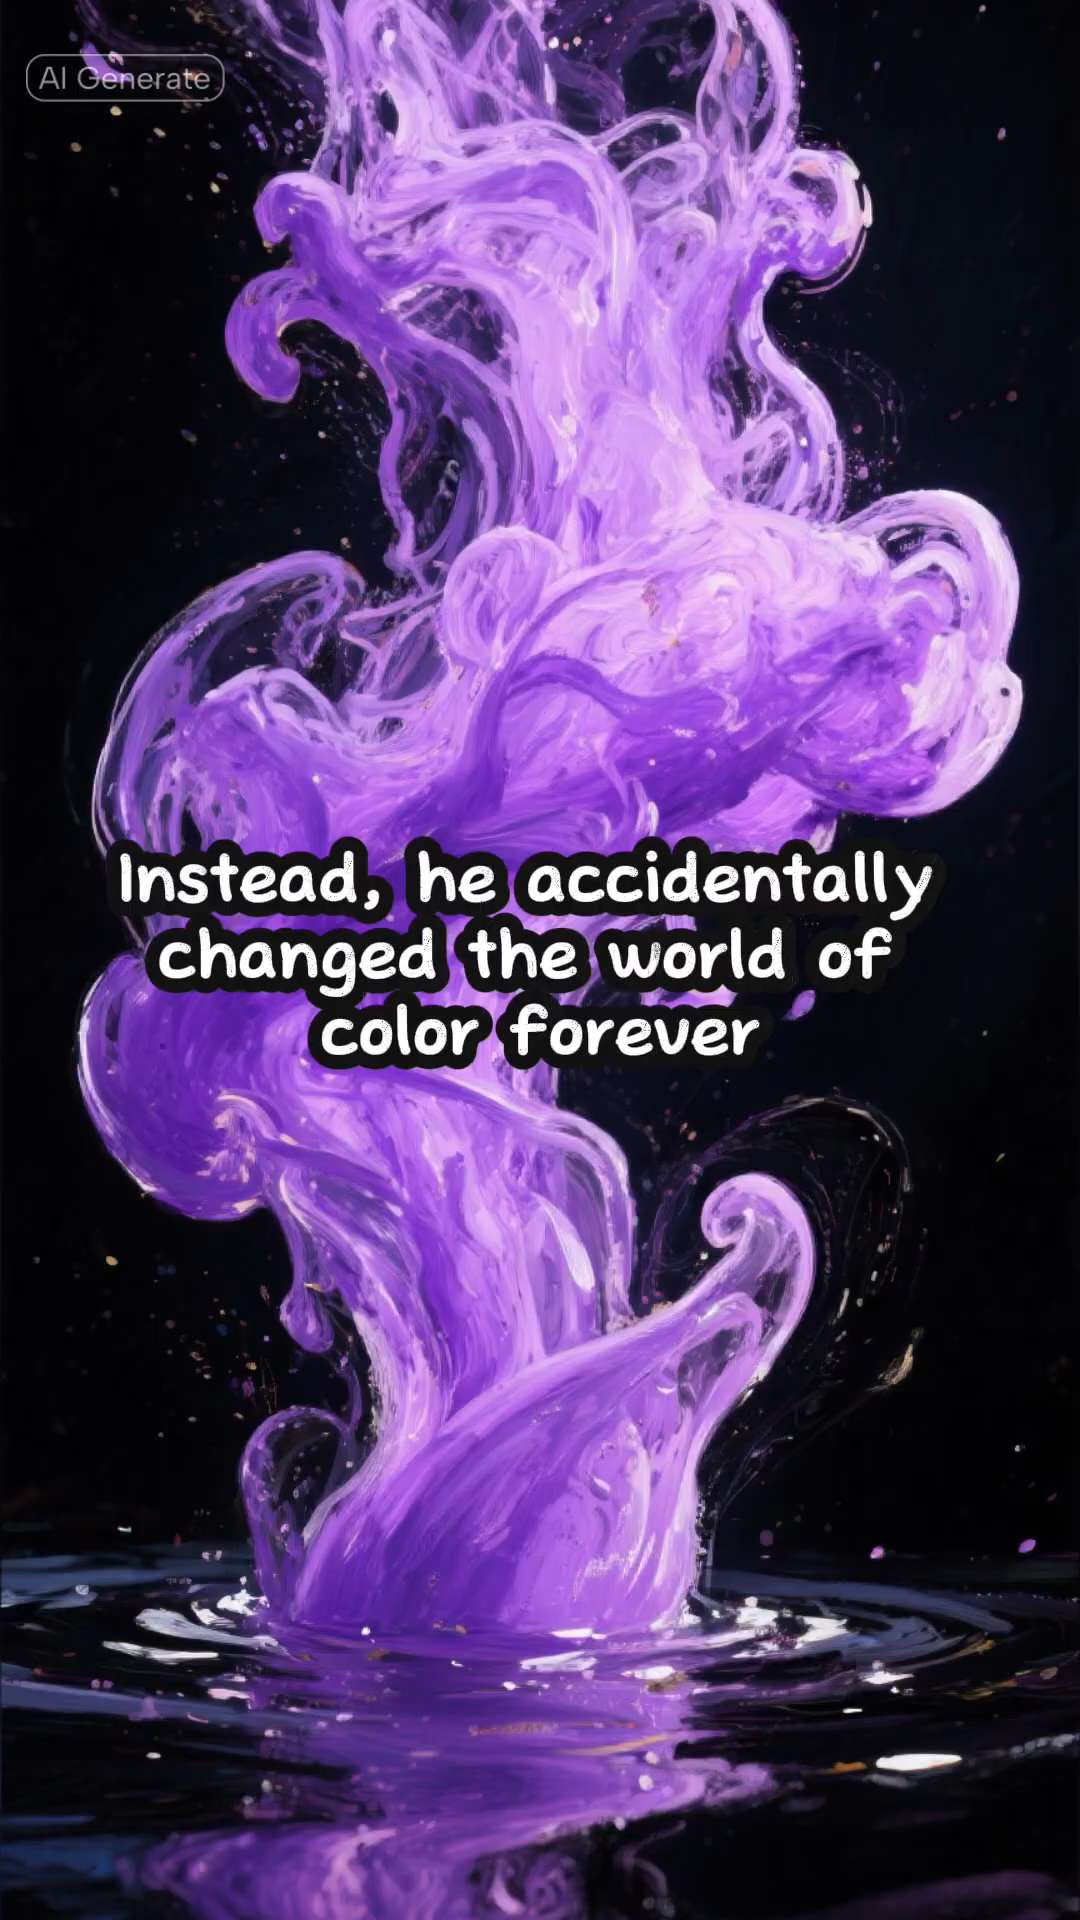 AI Generate
Instead, he accidentally
changed the world of
color forever